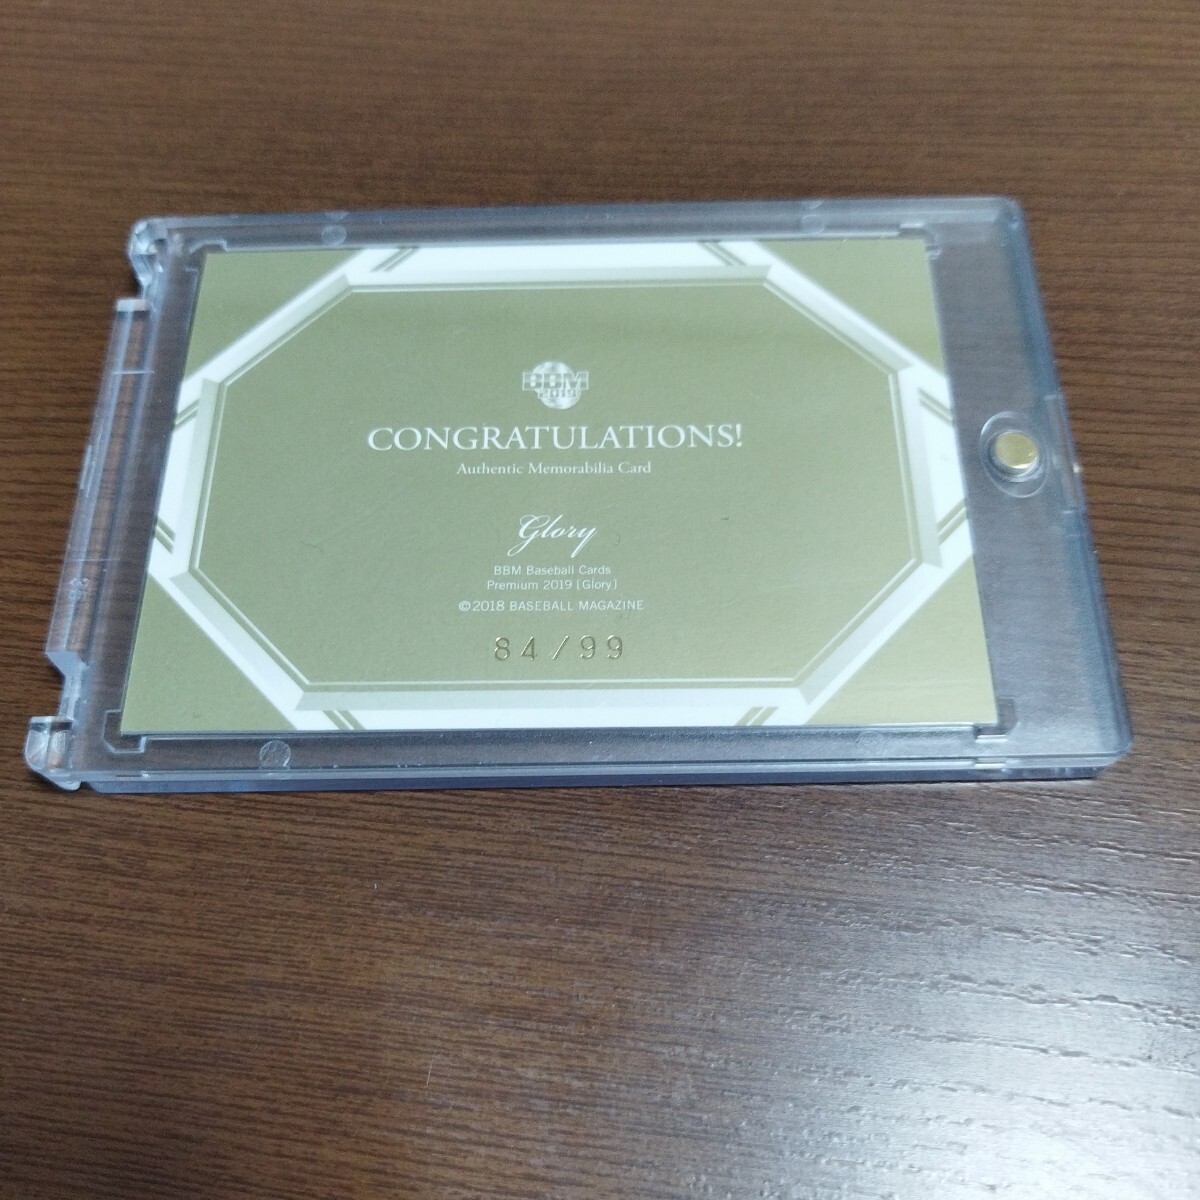 BBM
2019
CONGRATULATIONS!
Authentic Memorabilia Card
Glory
BBM Baseball Cards
Premium 2019 [Glory]
©2018 BASEBALL MAGAZINE
84/99